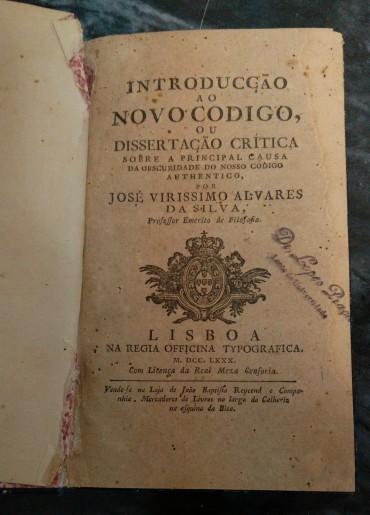 INTRODUCÇÃO
AO
NOVO CODIGO,
OU
DISSERTAÇÃO CRÍTICA
SOBRE A PRINCIPAL CAUSA
DA OBSCURIDADE DO NOSSO CODIGO
AUTHENTICO,
POR
JOSÉ VIRISSIMO ALVARES
DA SILVA,
Professor Emerito de Filosofia.
LISBOA
NA REGIA OFFICINA TYPOGRAFICA.
M. DCC. LXXX.
Com Licença da Real Meza Censoria.
Vende-se na Loja de João Baptista Reycend e Compa-
nhia, Mercadores de Livros no largo do Calhariz
na esquina da Bica.
Dr. Lopes